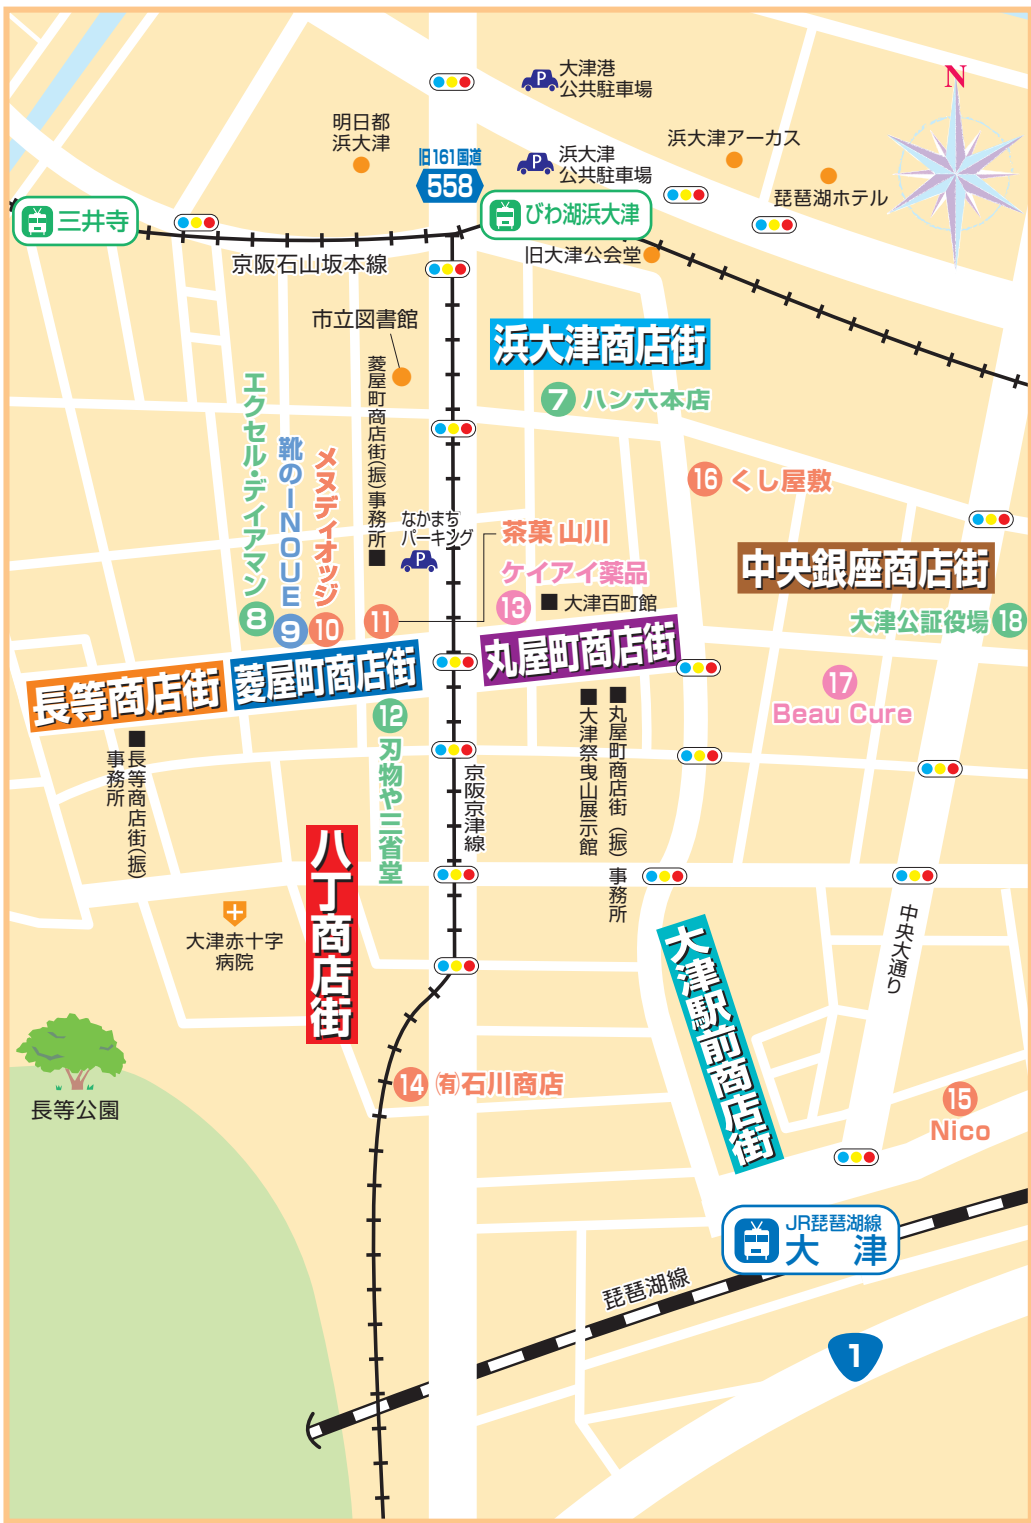 大津港
公共駐車場
P
N
明日都
浜大津
旧161国道
558
P
浜大津
公共駐車場
浜大津アーカス
琵琶湖ホテル
三井寺
びわ湖浜大津
旧大津公会堂
京阪石山坂本線
市立図書館
浜大津商店街
菱屋町商店街(振)事務所
7 ハン六本店
エクセル・デイアマン
8
靴のーINOUE
9
メヌディオッジ
10
16 くし屋敷
なかまち
パーキング
P
茶菓 山川
11
ケイアイ薬品
13
大津百町館
中央銀座商店街
大津公証役場 18
長等商店街
菱屋町商店街
丸屋町商店街
17
Beau Cure
12
刃物や三省堂
長等商店街(振)
事務所
京阪京津線
丸屋町商店街(振)事務所
大津祭曳山展示館
八丁商店街
大津赤十字
病院
中央大通り
大津駅前商店街
長等公園
14 (有)石川商店
15
Nico
JR琵琶湖線
大津
琵琶湖線
1